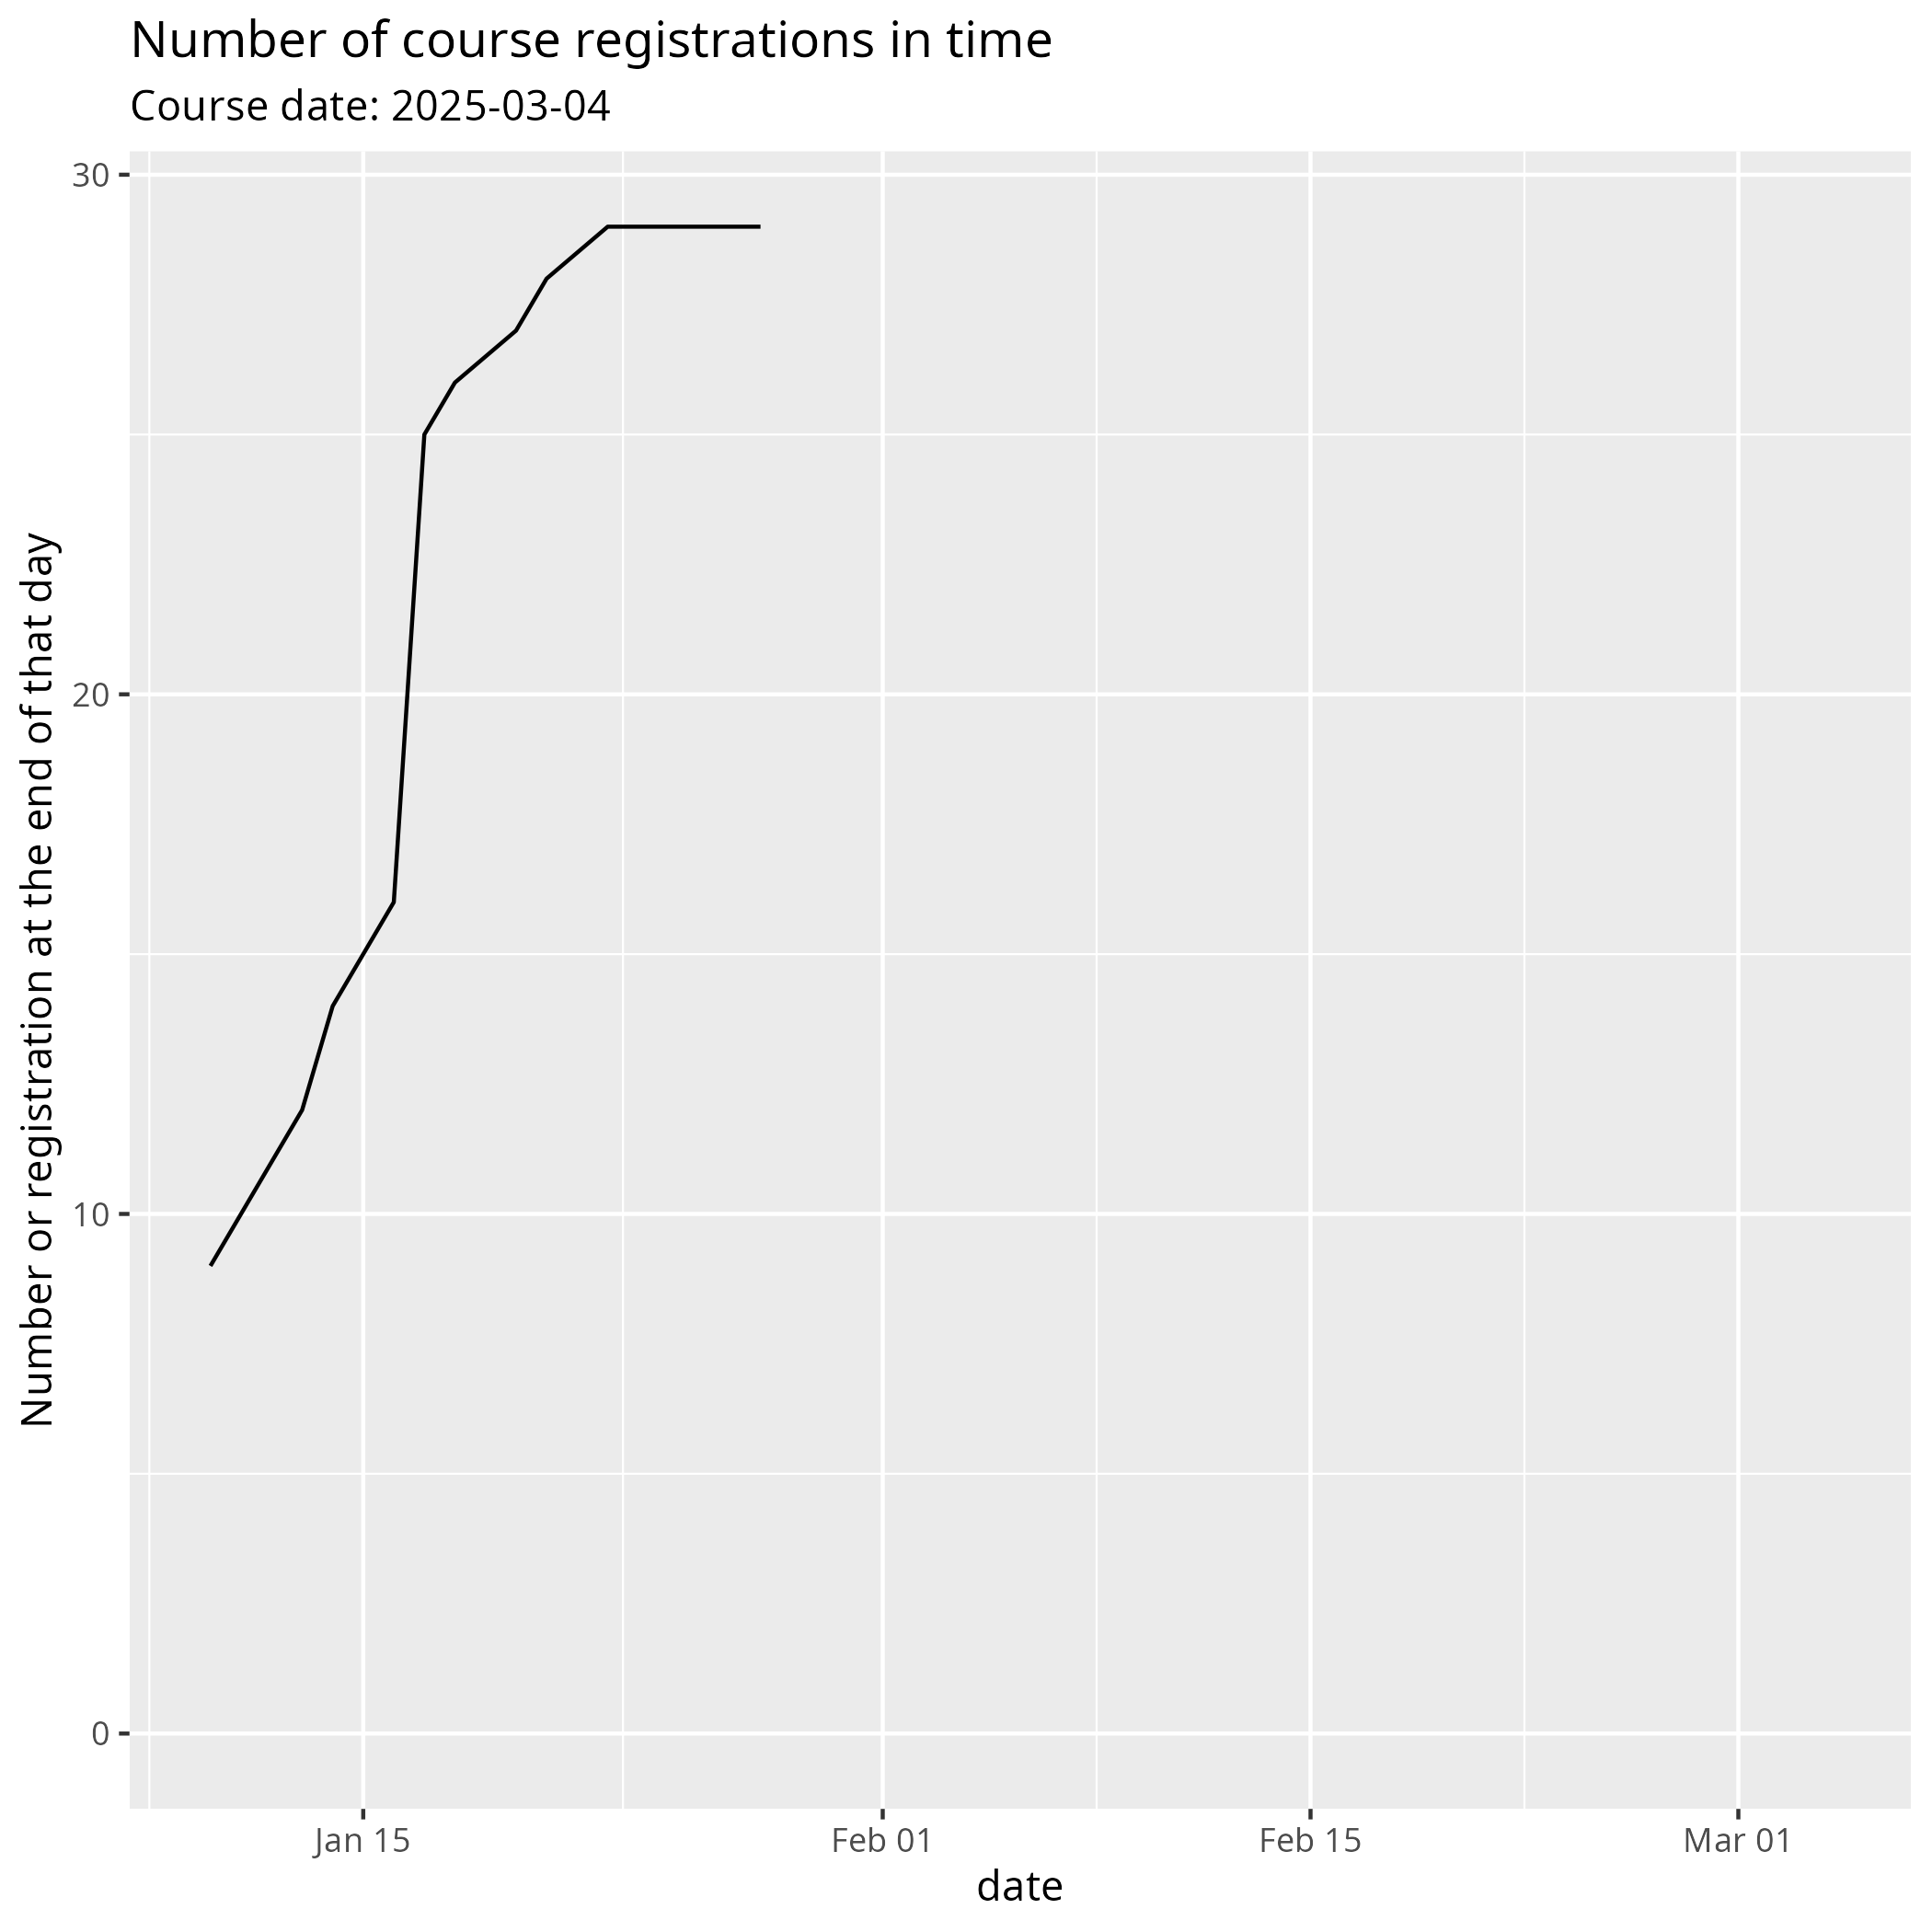 Number of course registrations in time
Course date: 2025-03-04
Number or registration at the end of that day
30
20
10
0
Jan 15
Feb 01
Feb 15
Mar 01
date